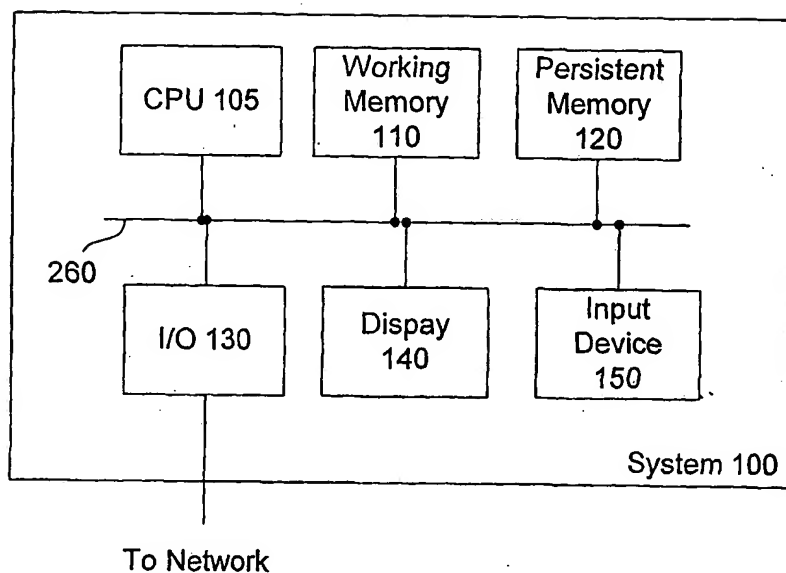 CPU 105
Working
Memory
110
Persistent
Memory
120
260
I/O 130
Dispay
140
Input
Device
150
System 100
To Network